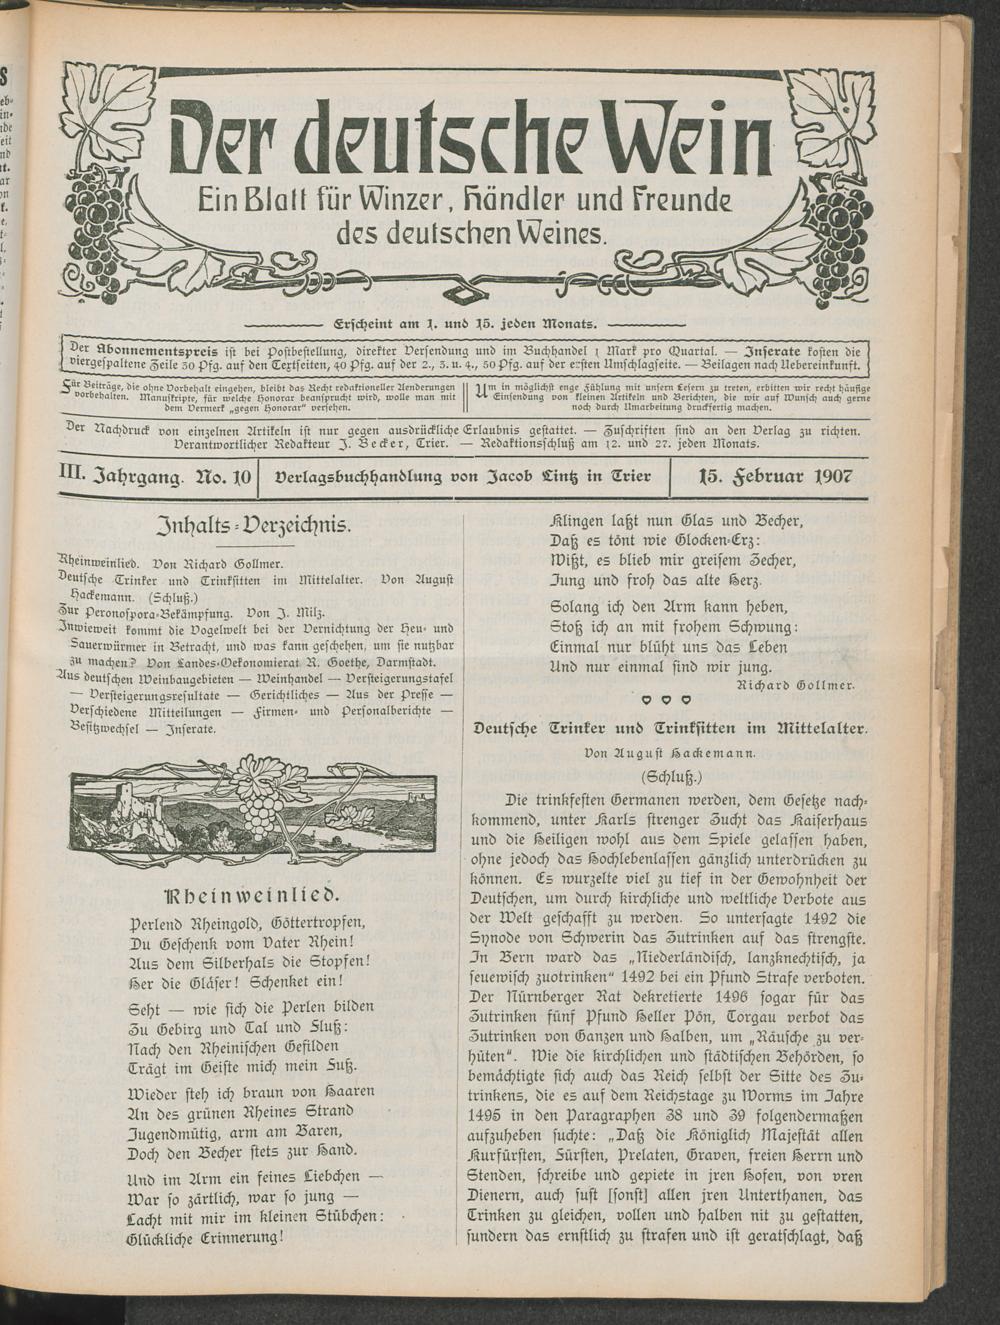 Der deutsche Wein
Ein Blatt für Winzer, Händler und Freunde
des deutschen Weines.
Erscheint am 1. und 15. jeden Monats.
Der Abonnementspreis ist bei Postbestellung, direkter Versendung und im Buchhandel 1 Mark pro Quartal. — Inserate kosten die
viergespaltene Zeile 30 Pfg. auf den Textseiten, 40 Pfg. auf der 2., 3. u. 4., 50 Pfg. auf der ersten Umschlagseite. — Beilagen nach Uebereinkunft.
Für Beiträge, die ohne Vorbehalt eingehen, bleibt das Recht redaktioneller Aenderungen
vorbehalten. Manuskripte, für welche Honorar beansprucht wird, wolle man mit
dem Vermerk „gegen Honorar“ versehen.
Um in möglichst enge Fühlung mit unsern Lesern zu treten, erbitten wir recht häufige
Einsendung von kleinen Artikeln und Berichten, die wir auf Wunsch auch gerne
noch durch Umarbeitung druckfertig machen.
Der Nachdruck von einzelnen Artikeln ist nur gegen ausdrückliche Erlaubnis gestattet. — Zuschriften sind an den Verlag zu richten.
Verantwortlicher Redakteur J. Becker, Trier. — Redaktionsschluß am 12. und 27. jeden Monats.
III. Jahrgang. No. 10
Verlagsbuchhandlung von Jacob Lintz in Trier
15. Februar 1907
Inhalts-Verzeichnis.
Rheinweinlied. Von Richard Gollmer.
Deutsche Trinker und Trinksitten im Mittelalter. Von August
Hackemann. (Schluß.)
Zur Peronospora-Bekämpfung. Von J. Milz.
Inwieweit kommt die Vogelwelt bei der Vernichtung der Heu- und
Sauerwürmer in Betracht, und was kann geschehen, um sie nutzbar
zu machen? Von Landes-Oekonomierat R. Goethe, Darmstadt.
Aus deutschen Weinbaugebieten — Weinhandel — Versteigerungstafel
— Versteigerungsresultate — Gerichtliches — Aus der Presse —
Verschiedene Mitteilungen — Firmen- und Personalberichte —
Besitzwechsel — Inserate.
Rheinweinlied.
Perlend Rheingold, Göttertropfen,
Du Geschenk vom Vater Rhein!
Aus dem Silberhals die Stopfen!
Her die Gläser! Schenket ein!
Seht — wie sich die Perlen bilden
Zu Gebirg und Tal und Fluß:
Nach den Rheinischen Gefilden
Trägt im Geiste mich mein Fuß.
Wieder steh ich braun von Haaren
An des grünen Rheines Strand
Jugendmütig, arm am Baren,
Doch den Becher stets zur Hand.
Und im Arm ein feines Liebchen —
War so zärtlich, war so jung —
Lacht mit mir im kleinen Stübchen:
Glückliche Erinnerung!
Klingen laßt nun Glas und Becher,
Daß es tönt wie Glocken-Erz:
Wißt, es blieb mir greisem Zecher,
Jung und froh das alte Herz.
Solang ich den Arm kann heben,
Stoß ich an mit frohem Schwung:
Einmal nur blüht uns das Leben
Und nur einmal sind wir jung.
Richard Gollmer.
Deutsche Trinker und Trinksitten im Mittelalter.
Von August Hackemann.
(Schluß.)
Die trinkfesten Germanen werden, dem Gesetze nach-
kommend, unter Karls strenger Zucht das Kaiserhaus
und die Heiligen wohl aus dem Spiele gelassen haben,
ohne jedoch das Hochlebenlassen gänzlich unterdrücken zu
können. Es wurzelte viel zu tief in der Gewohnheit der
Deutschen, um durch kirchliche und weltliche Verbote aus
der Welt geschafft zu werden. So untersagte 1492 die
Synode von Schwerin das Zutrinken auf das strengste.
In Bern ward das „Niederländisch, lanzknechtisch, ja
seuewisch zuotrinken“ 1492 bei ein Pfund Strafe verboten.
Der Nürnberger Rat dekretierte 1496 sogar für das
Zutrinken fünf Pfund Heller Pön, Torgau verbot das
Zutrinken von Ganzen und Halben, um „Räusche zu ver-
hüten“. Wie die kirchlichen und städtischen Behörden, so
bemächtigte sich auch das Reich selbst der Sitte des Zu-
trinkens, die es auf dem Reichstage zu Worms im Jahre
1495 in den Paragraphen 38 und 39 folgendermaßen
aufzuheben suchte: „Daß die Königlich Majestät allen
Kurfürsten, Fürsten, Prelaten, Graven, freien Herrn und
Stenden, schreibe und gepiete in jren Hofen, von vren
Dienern, auch sust [sonst] allen jren Unterthanen, das
Trinken zu gleichen, vollen und halben nit zu gestatten,
sundern das ernstlich zu strafen und ist geratschlagt, daß